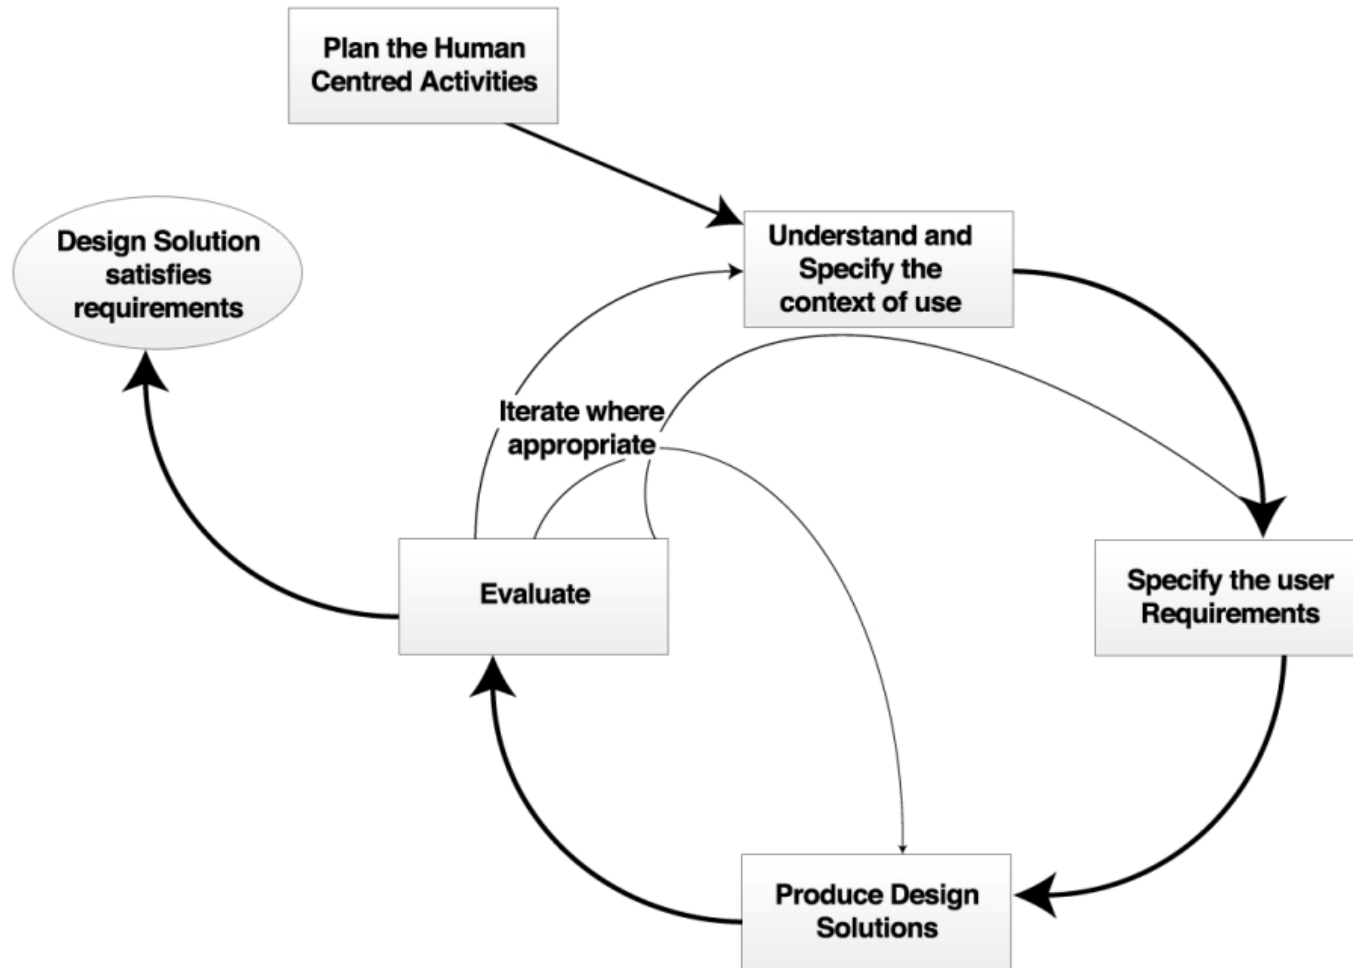 Plan the Human
Centred Activities
Design Solution
satisfies
requirements
Understand and
Specify the
context of use
Iterate where
appropriate
Evaluate
Specify the user
Requirements
Produce Design
Solutions